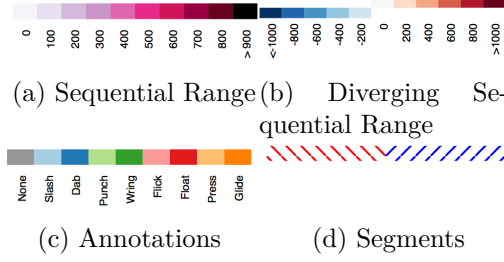 0 100 200 300 400 500 600 700 800 > 900
<-1000 -800 -600 -400 -200 0 200 400 600 800 >1000
(a) Sequential Range
(b) Diverging Se-
quential Range
None Slash Dab Punch Wring Flick Float Press Glide
(c) Annotations
(d) Segments